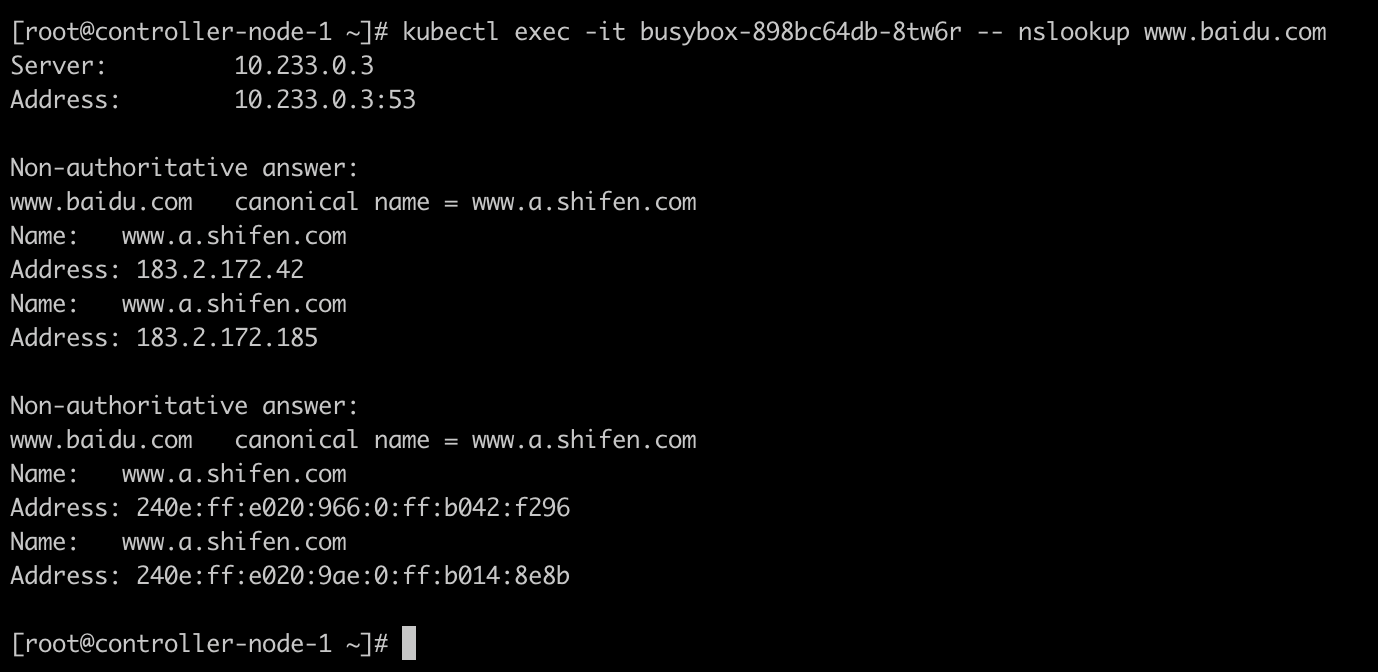 [root@controller-node-1 ~]# kubectl exec -it busybox-898bc64db-8tw6r -- nslookup www.baidu.com
Server:         10.233.0.3
Address:        10.233.0.3:53

Non-authoritative answer:
www.baidu.com   canonical name = www.a.shifen.com
Name:   www.a.shifen.com
Address: 183.2.172.42
Name:   www.a.shifen.com
Address: 183.2.172.185

Non-authoritative answer:
www.baidu.com   canonical name = www.a.shifen.com
Name:   www.a.shifen.com
Address: 240e:ff:e020:966:0:ff:b042:f296
Name:   www.a.shifen.com
Address: 240e:ff:e020:9ae:0:ff:b014:8e8b

[root@controller-node-1 ~]#